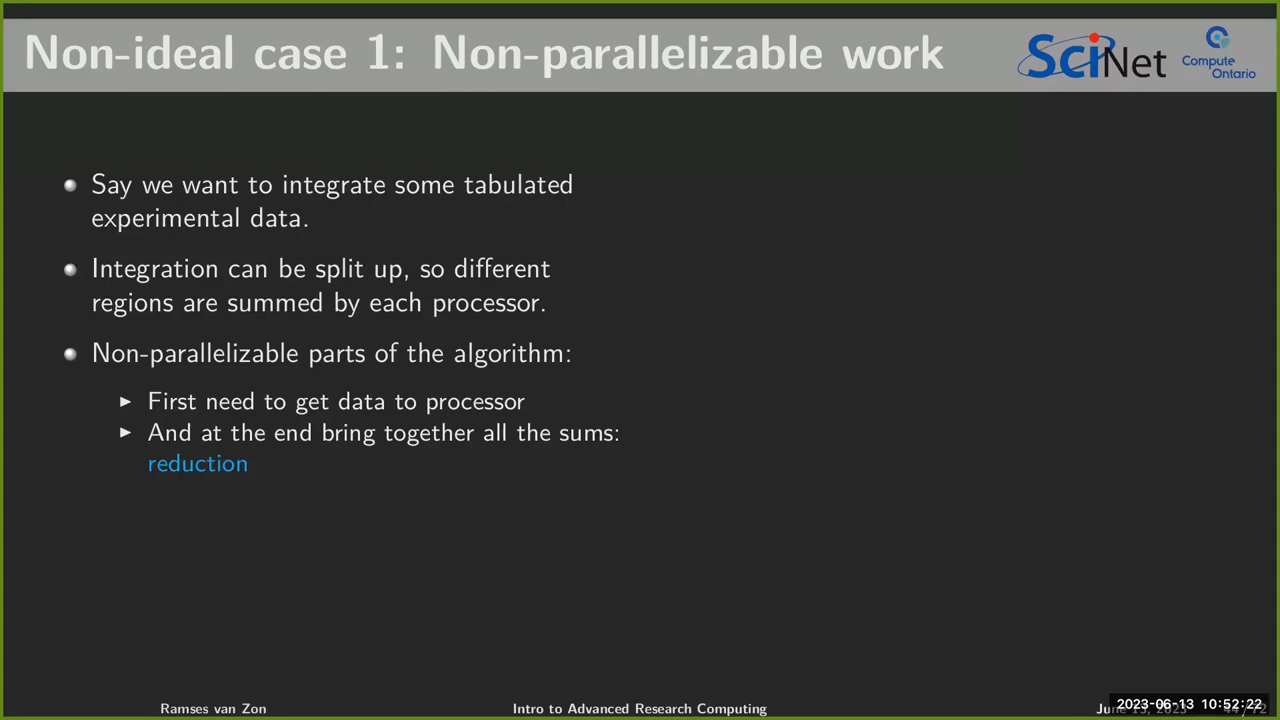 Non-ideal case 1: Non-parallelizable work
SciNet
Compute
Ontario
Say we want to integrate some tabulated
experimental data.
Integration can be split up, so different
regions are summed by each processor.
Non-parallelizable parts of the algorithm:
First need to get data to processor
And at the end bring together all the sums:
reduction
Ramses van Zon
Intro to Advanced Research Computing
2023-06-13 10:52:22